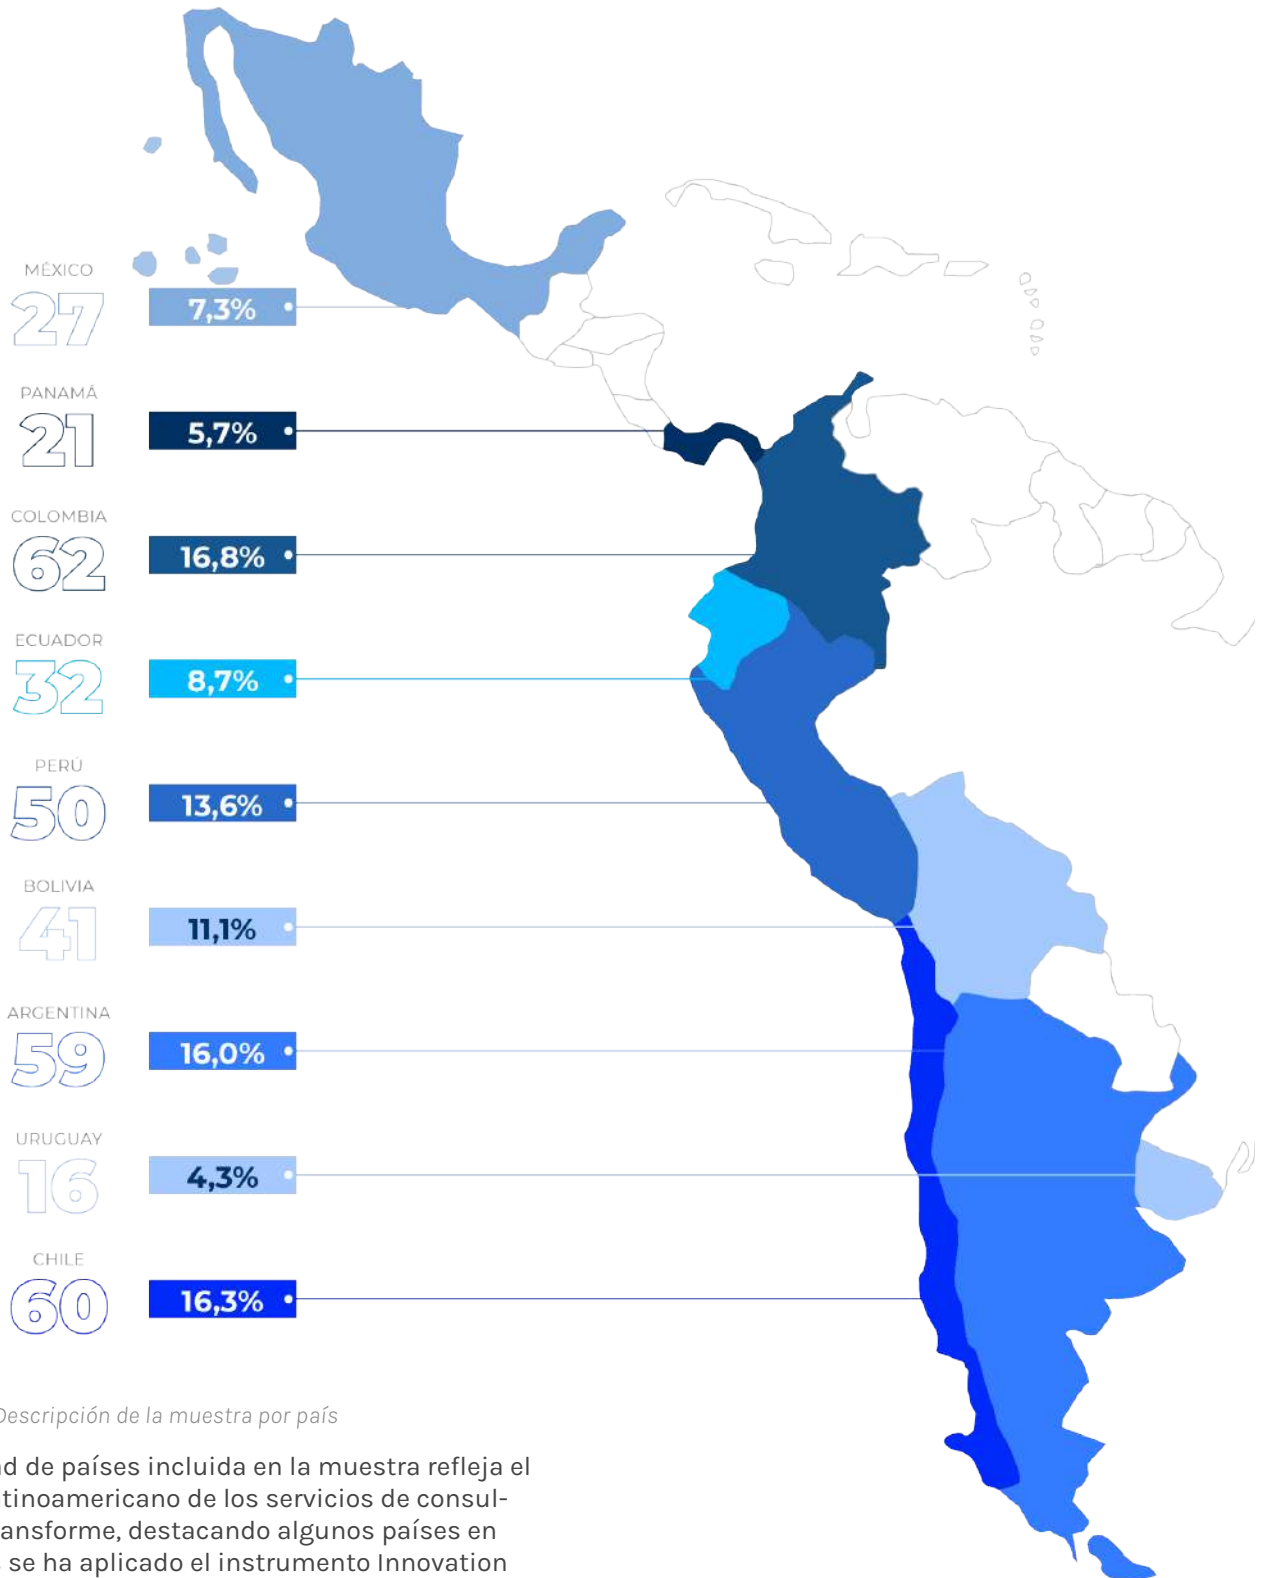 MÉXICO
27
7,3%
PANAMÁ
21
5,7%
COLOMBIA
62
16,8%
ECUADOR
32
8,7%
PERÚ
50
13,6%
BOLIVIA
41
11,1%
ARGENTINA
59
16,0%
URUGUAY
16
4,3%
CHILE
60
16,3%
Descripción de la muestra por país
de países incluida en la muestra refleja el
de los servicios de consul-
destacando algunos países en
se ha aplicado el instrumento Innovation